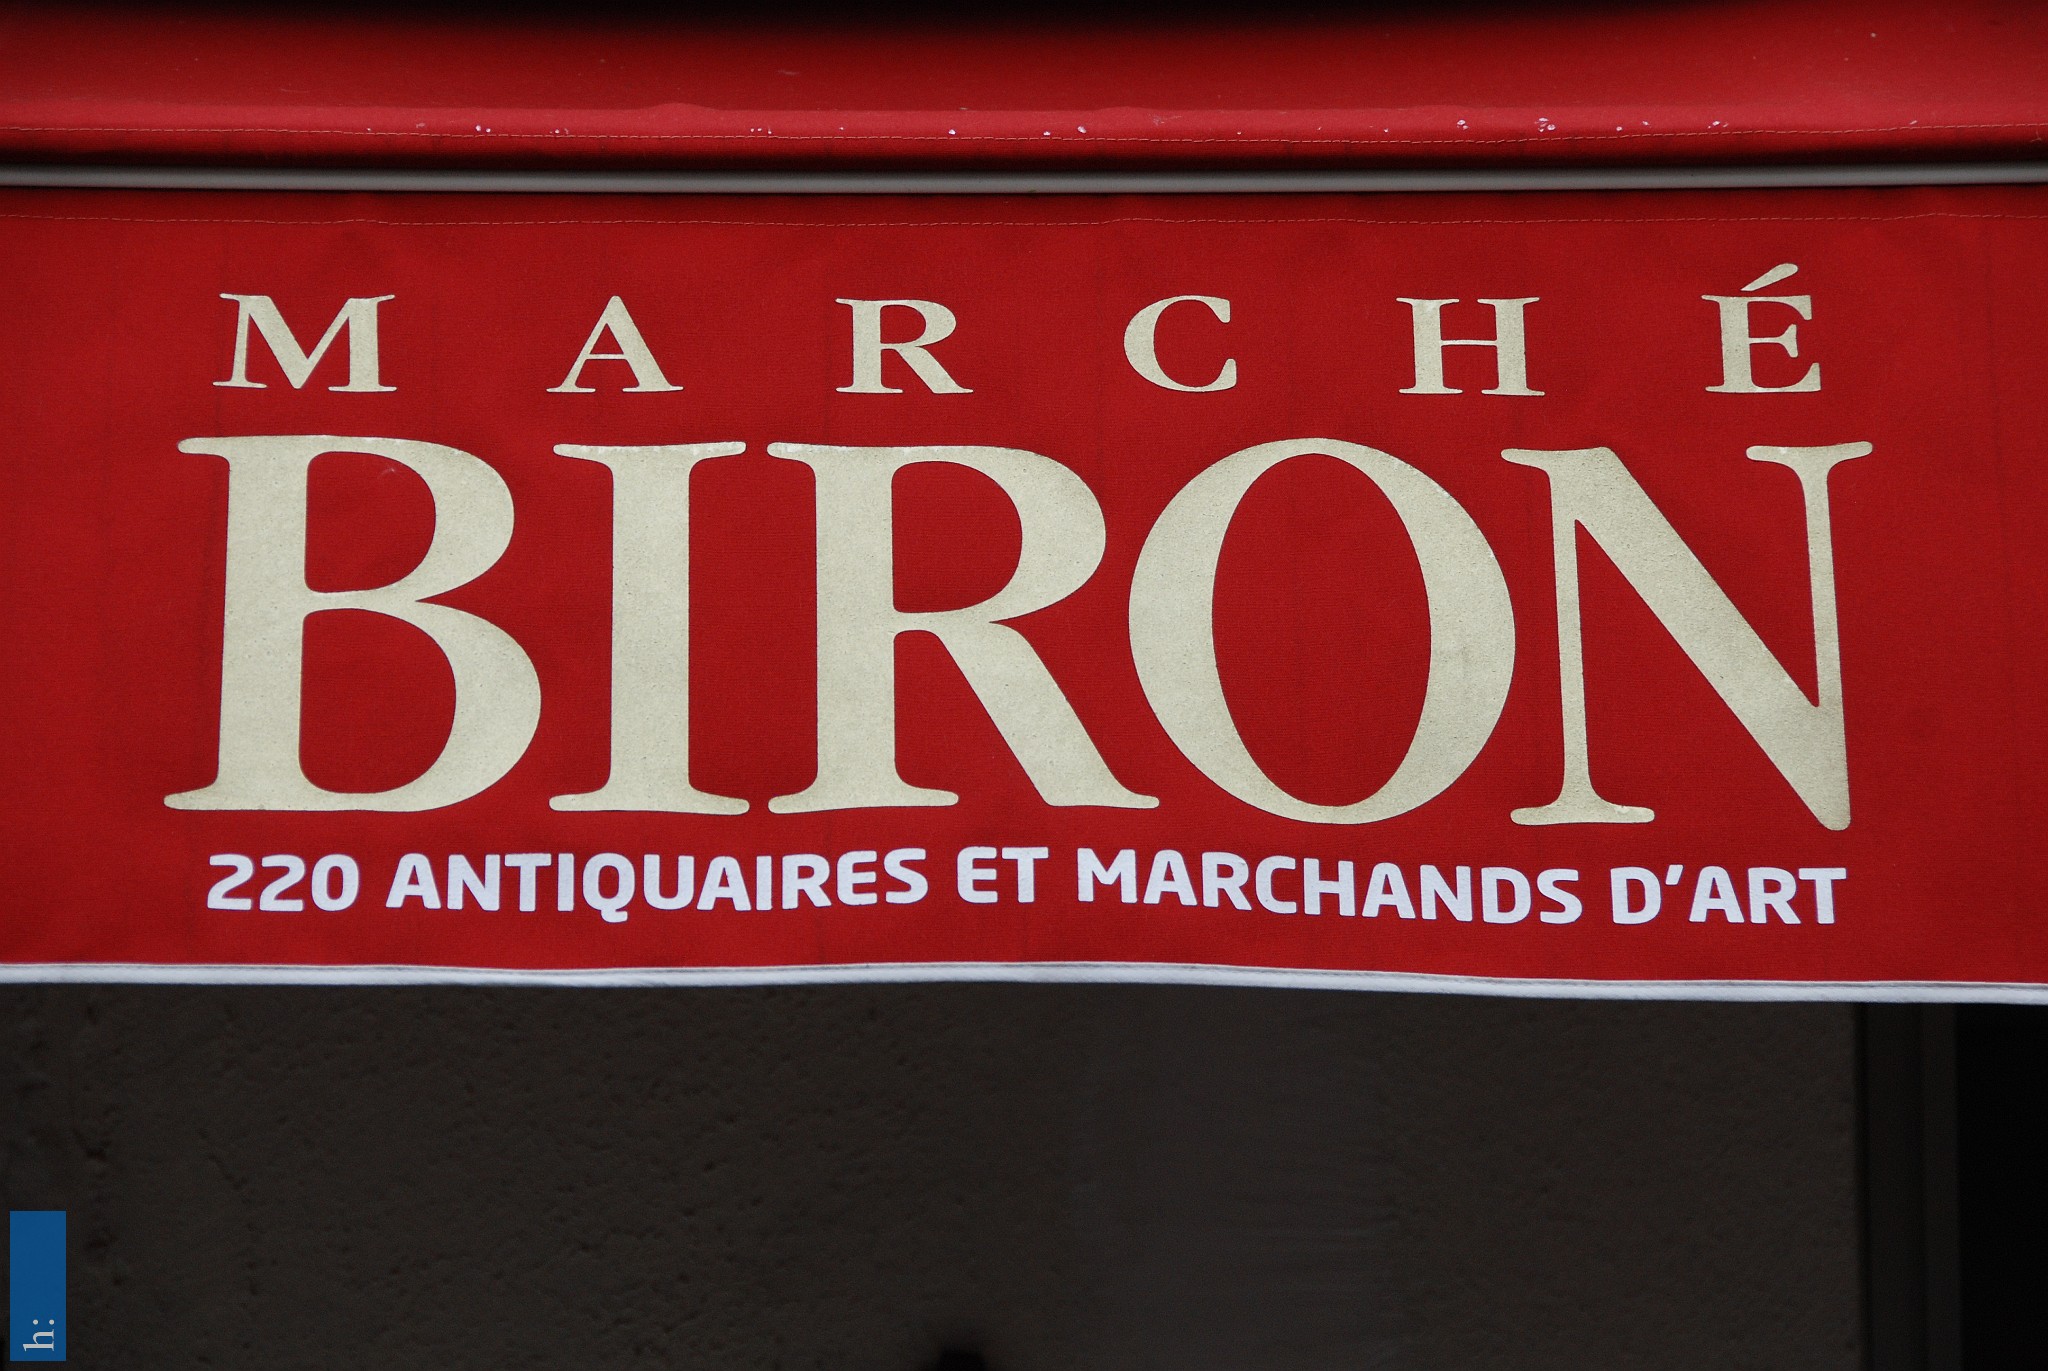 MARCHÉ
BIRON
220 ANTIQUAIRES ET MARCHANDS D'ART
h: